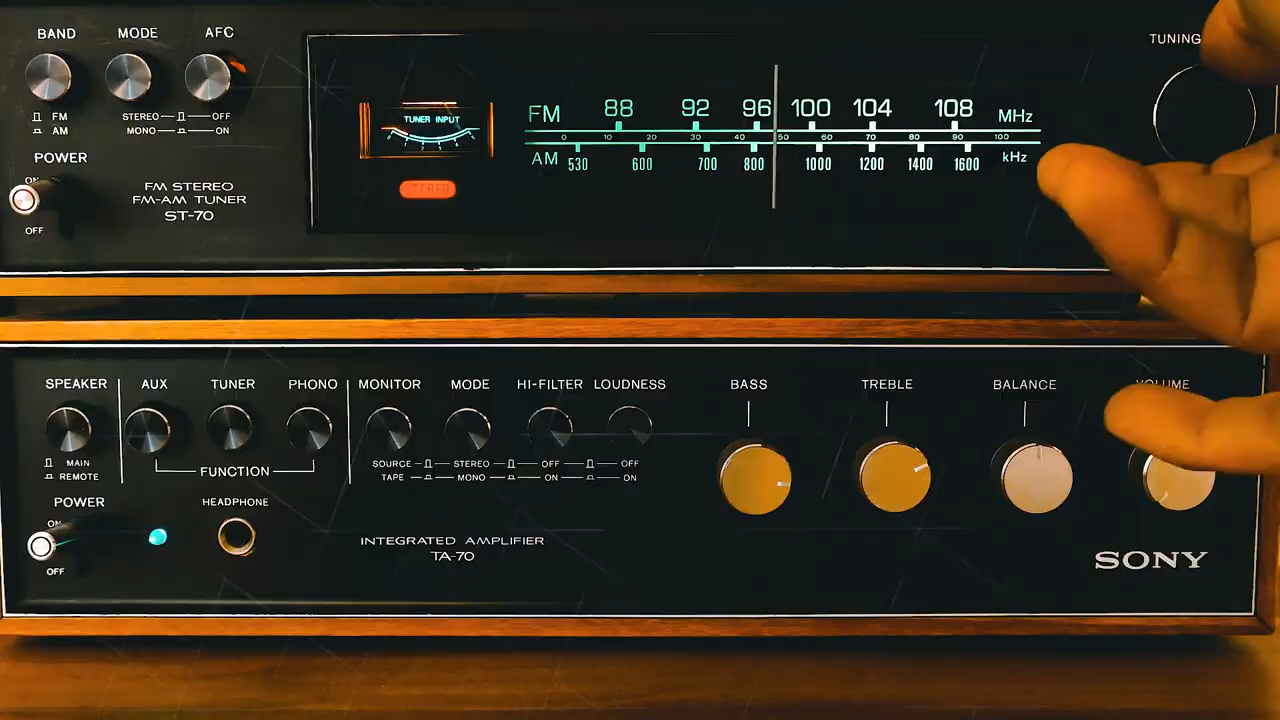 BAND MODE AFC
TUNING
FM 88 92 96 100 104 108 MHz
TUNER INPUT
FM STEREO OFF
AM MONO ON
0 10 20 30 40 50 60 70 80 90 100
AM 530 600 700 800 1000 1200 1400 1600 kHz
POWER
ON
OFF
STEREO
FM STEREO
FM-AM TUNER
ST-70
SPEAKER AUX TUNER PHONO MONITOR MODE HI-FILTER LOUDNESS BASS TREBLE BALANCE VOLUME
MAIN
REMOTE
FUNCTION
SOURCE STEREO OFF OFF
TAPE MONO ON ON
POWER
ON
OFF
HEADPHONE
INTEGRATED AMPLIFIER
TA-70
SONY